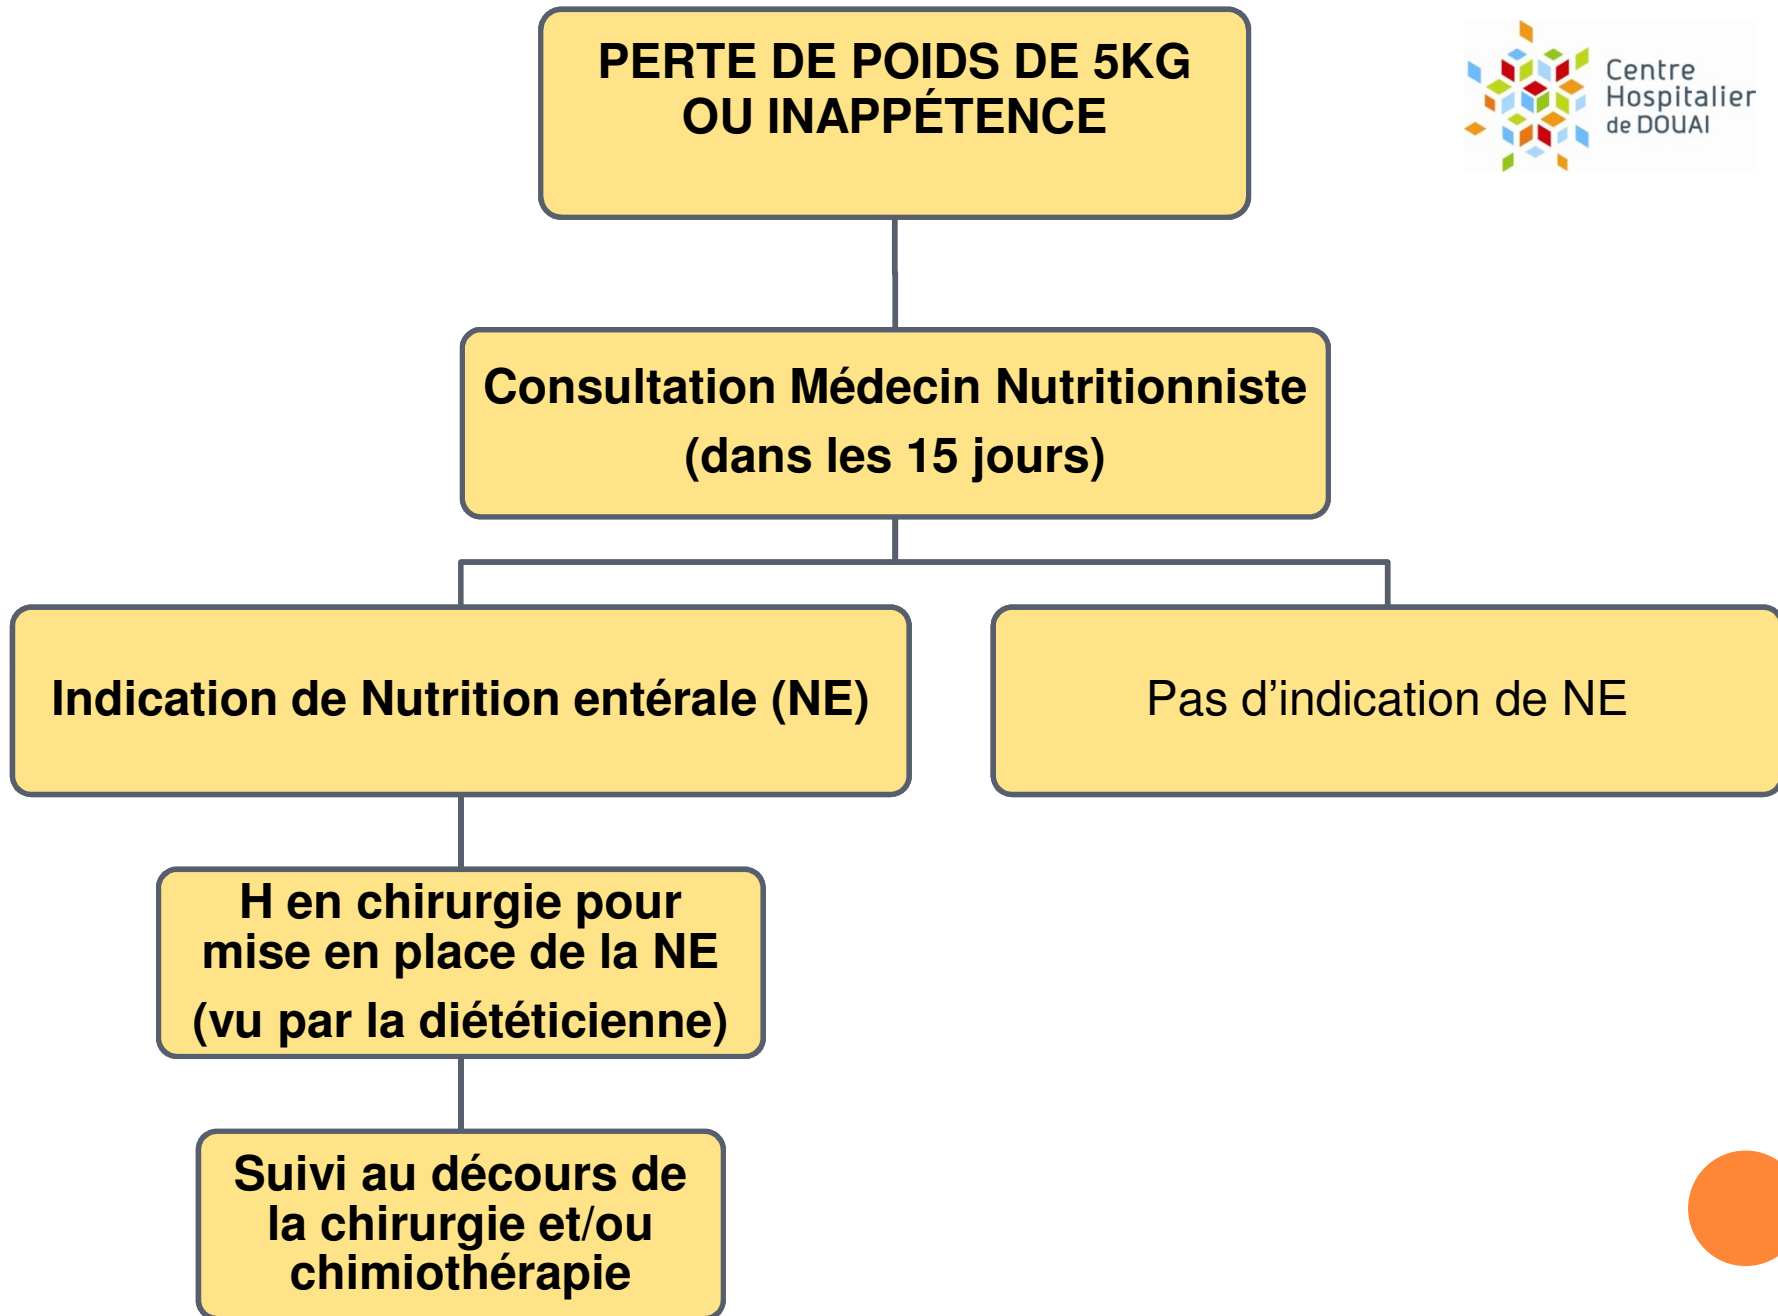 PERTE DE POIDS DE 5KG
OU INAPPÉTENCE
Centre
Hospitalier
de DOUAI
Consultation Médecin Nutritionniste
(dans les 15 jours)
Indication de Nutrition entérale (NE)
Pas d’indication de NE
H en chirurgie pour
mise en place de la NE
(vu par la diététicienne)
Suivi au décours de
la chirurgie et/ou
chimiothérapie